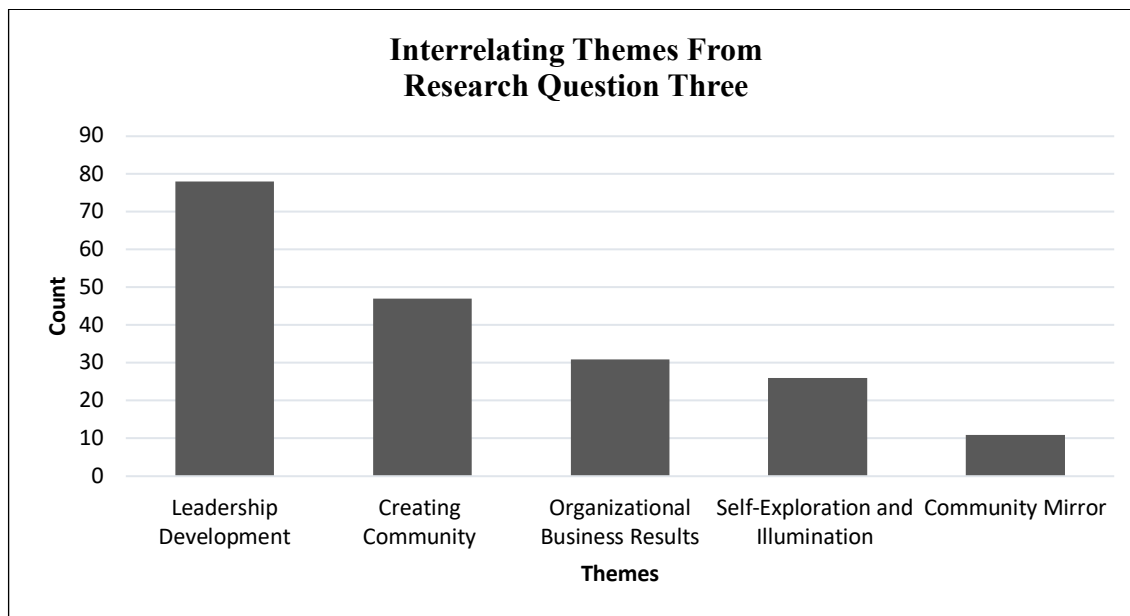 Interrelating Themes From
Research Question Three
90
80
70
60
50
40
30
20
10
0
Count
Leadership
Development
Creating
Community
Organizational
Business Results
Self-Exploration and
Illumination
Community Mirror
Themes